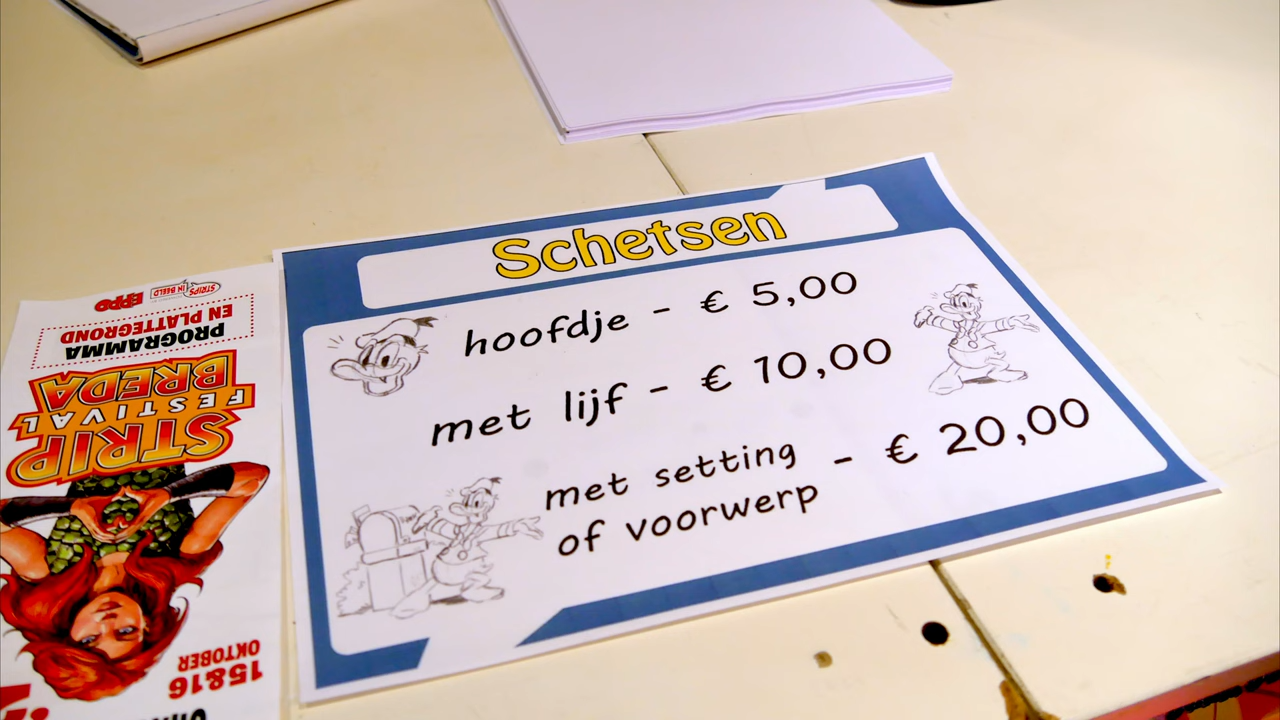 Schetsen
hoofdje - € 5,00
met lijf - € 10,00
met setting
of voorwerp - € 20,00
EPPO
STRIPS
IN BEELD
PROGRAMMA
EN PLATTEGROND
STRIP
FESTIVAL
BREDA
15&16
OKTOBER